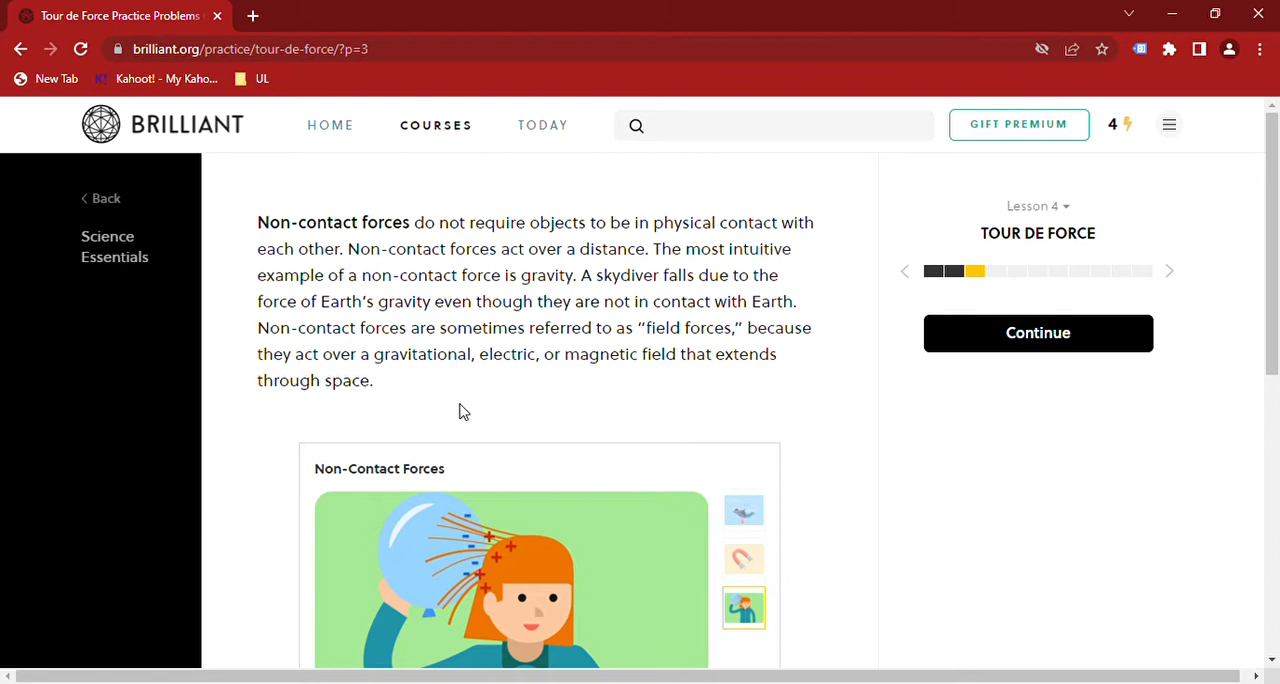 Tour de Force Practice Problems
brilliant.org/practice/tour-de-force/?p=3
New Tab
K! Kahoot! - My Kaho...
UL
BRILLIANT
HOME
COURSES
TODAY
GIFT PREMIUM
4
Back
Science
Essentials
Non-contact forces do not require objects to be in physical contact with
each other. Non-contact forces act over a distance. The most intuitive
example of a non-contact force is gravity. A skydiver falls due to the
force of Earth's gravity even though they are not in contact with Earth.
Non-contact forces are sometimes referred to as “field forces,” because
they act over a gravitational, electric, or magnetic field that extends
through space.
Non-Contact Forces
Lesson 4
TOUR DE FORCE
Continue